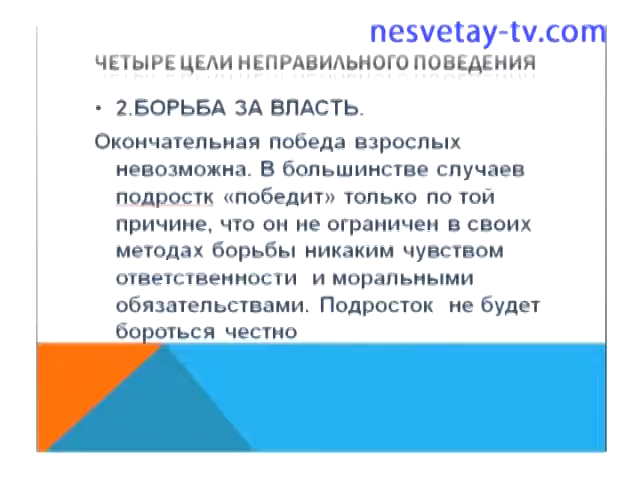 nesvetay-tv.com
ЧЕТЫРЕ ЦЕЛИ НЕПРАВИЛЬНОГО ПОВЕДЕНИЯ
• 2.БОРЬБА ЗА ВЛАСТЬ.
Окончательная победа взрослых
невозможна. В большинстве случаев
подростк «победит» только по той
причине, что он не ограничен в своих
методах борьбы никаким чувством
ответственности и моральными
обязательствами. Подросток не будет
бороться честно